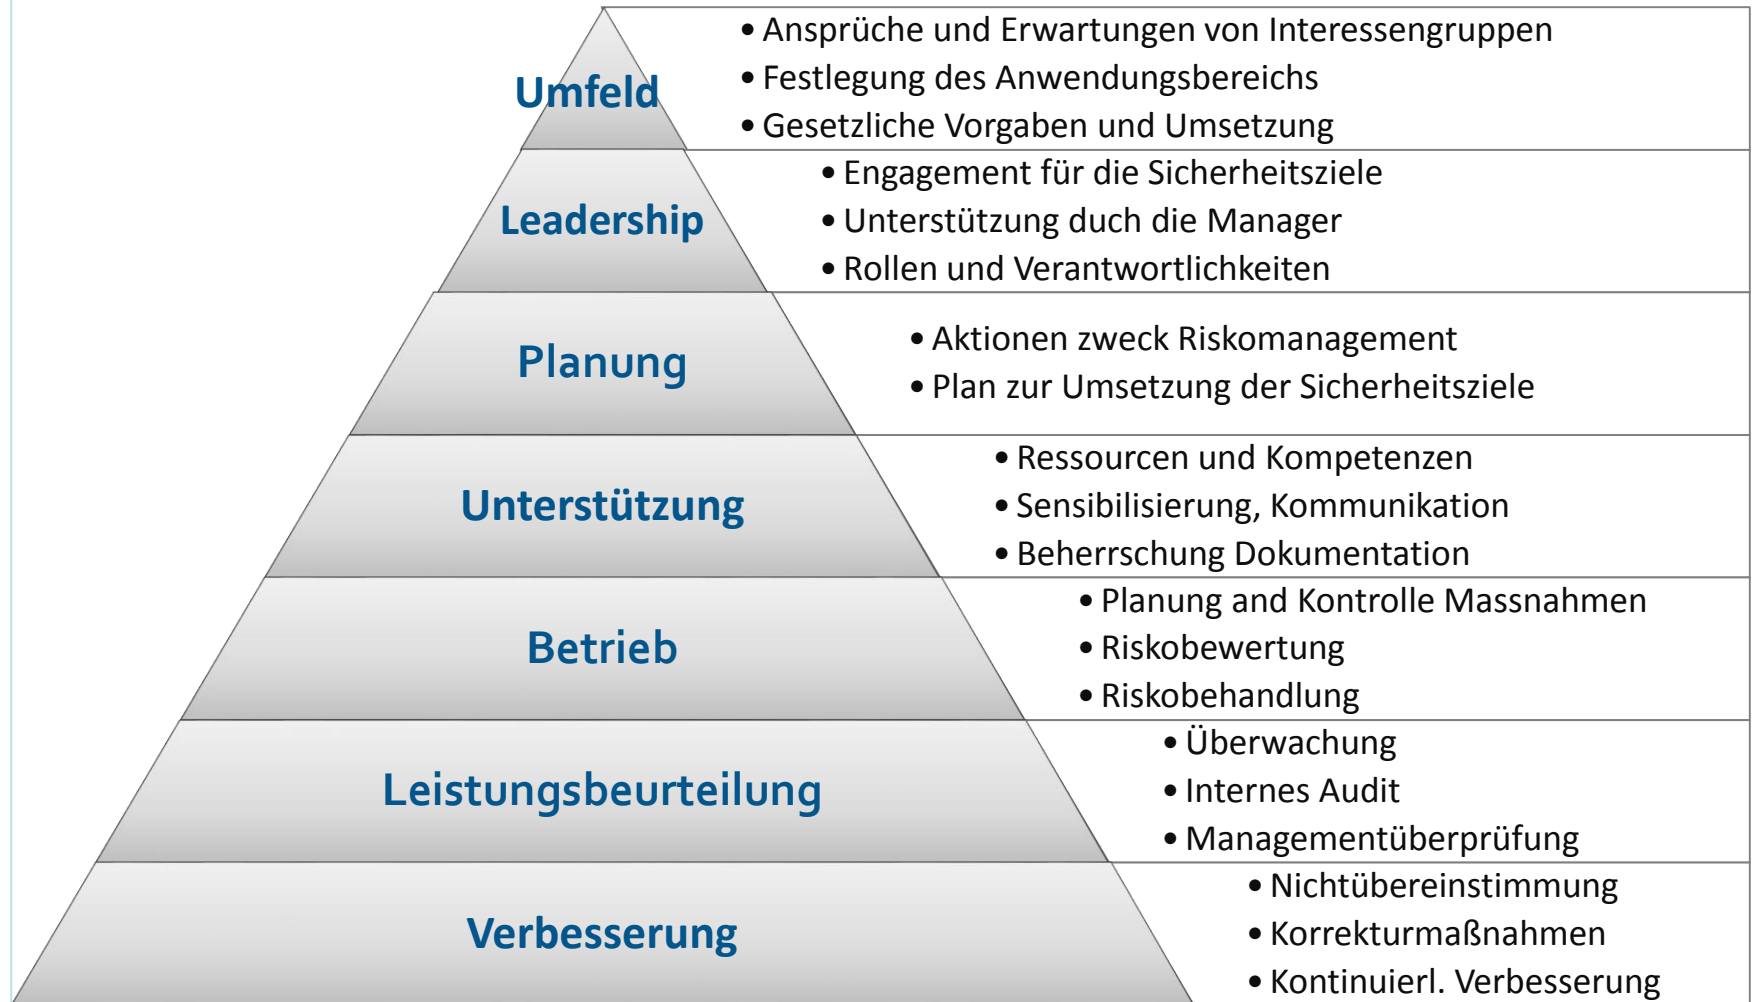 Umfeld
• Ansprüche und Erwartungen von Interessengruppen
• Festlegung des Anwendungsbereichs
• Gesetzliche Vorgaben und Umsetzung
Leadership
• Engagement für die Sicherheitsziele
• Unterstützung duch die Manager
• Rollen und Verantwortlichkeiten
Planung
• Aktionen zweck Riskomanagement
• Plan zur Umsetzung der Sicherheitsziele
Unterstützung
• Ressourcen und Kompetenzen
• Sensibilisierung, Kommunikation
• Beherrschung Dokumentation
Betrieb
• Planung and Kontrolle Massnahmen
• Riskobewertung
• Riskobehandlung
Leistungsbeurteilung
• Überwachung
• Internes Audit
• Managementüberprüfung
Verbesserung
• Nichtübereinstimmung
• Korrekturmaßnahmen
• Kontinuierl. Verbesserung